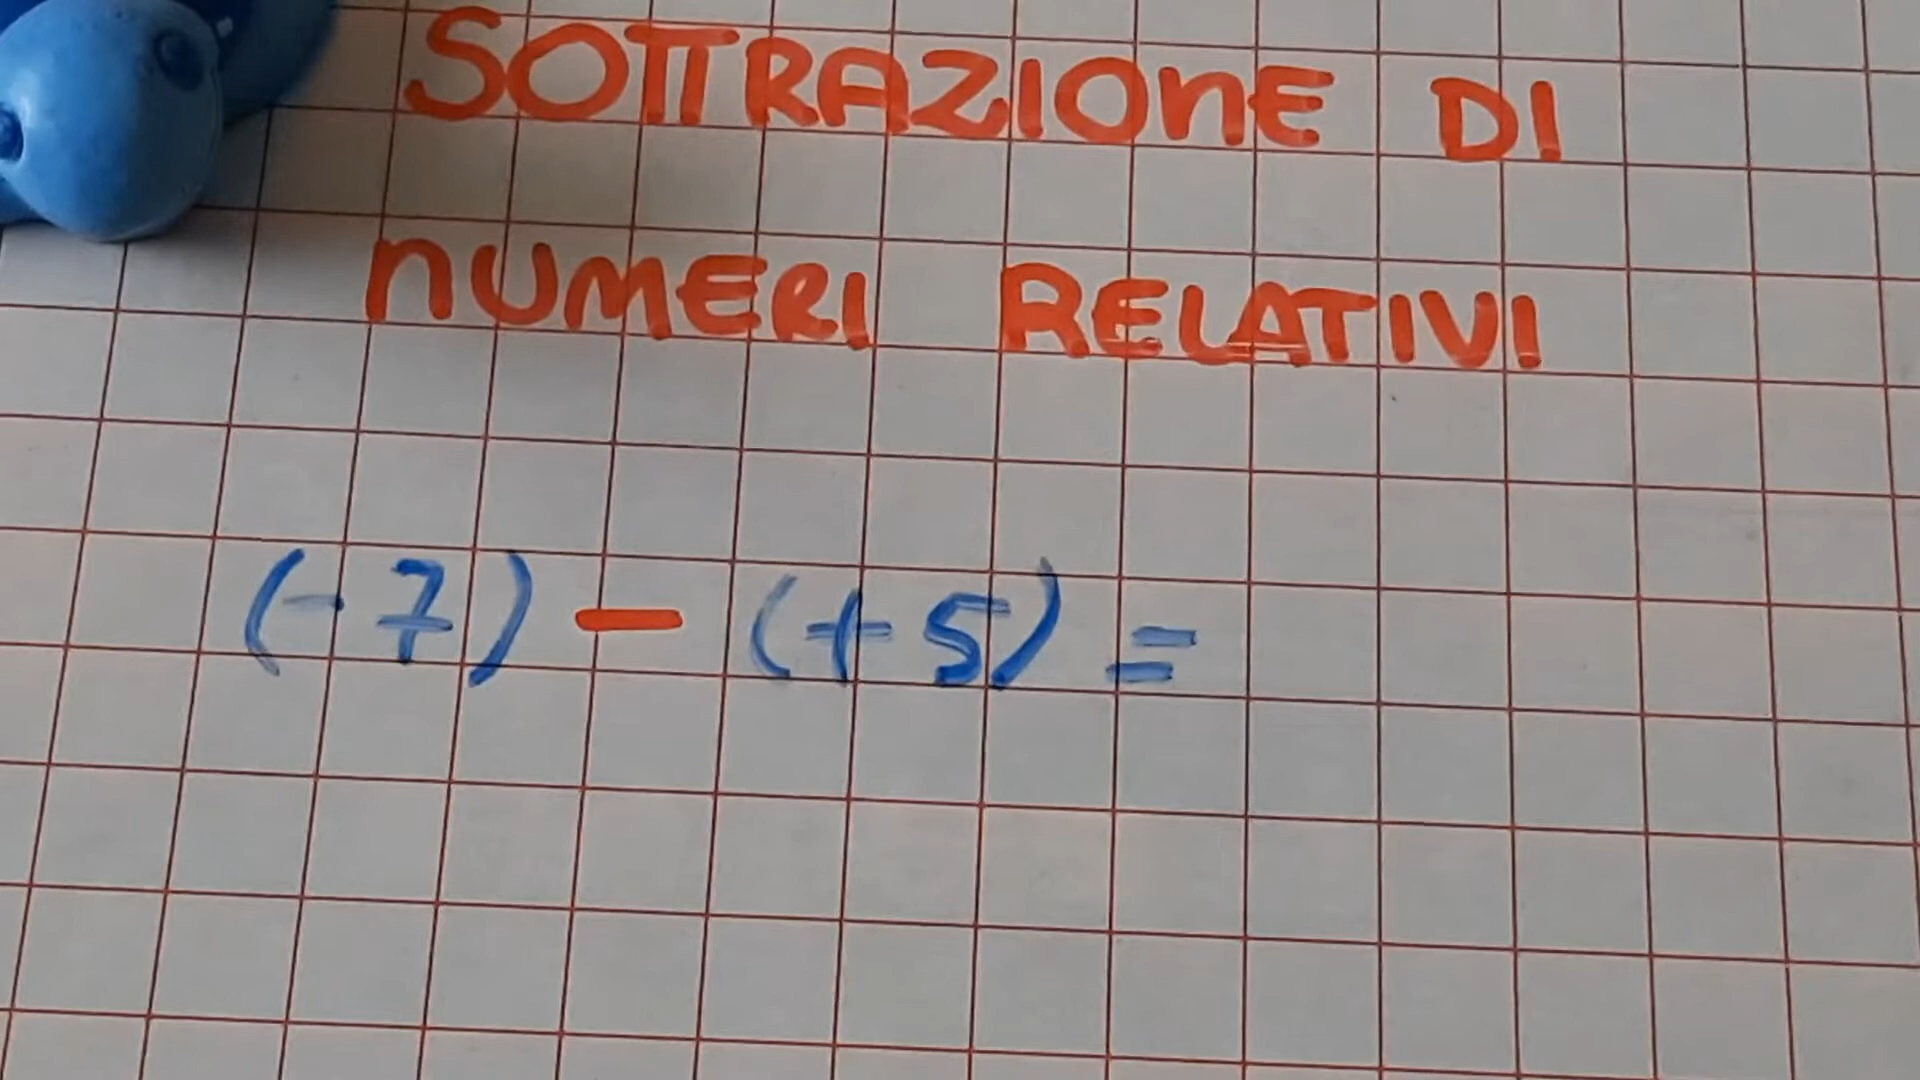 SOTTRAZIONE DI
NUMERI RELATIVI
(-7) - (+5) =